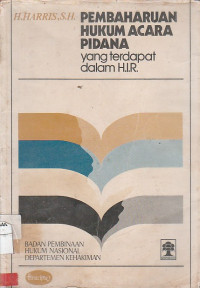 H.HARRIS, S.H.
PEMBAHARUAN
HUKUM ACARA
PIDANA
yang terdapat
dalam H.I.R.
BADAN PEMBINAAN
HUKUM NASIONAL
DEPARTEMEN KEHAKIMAN